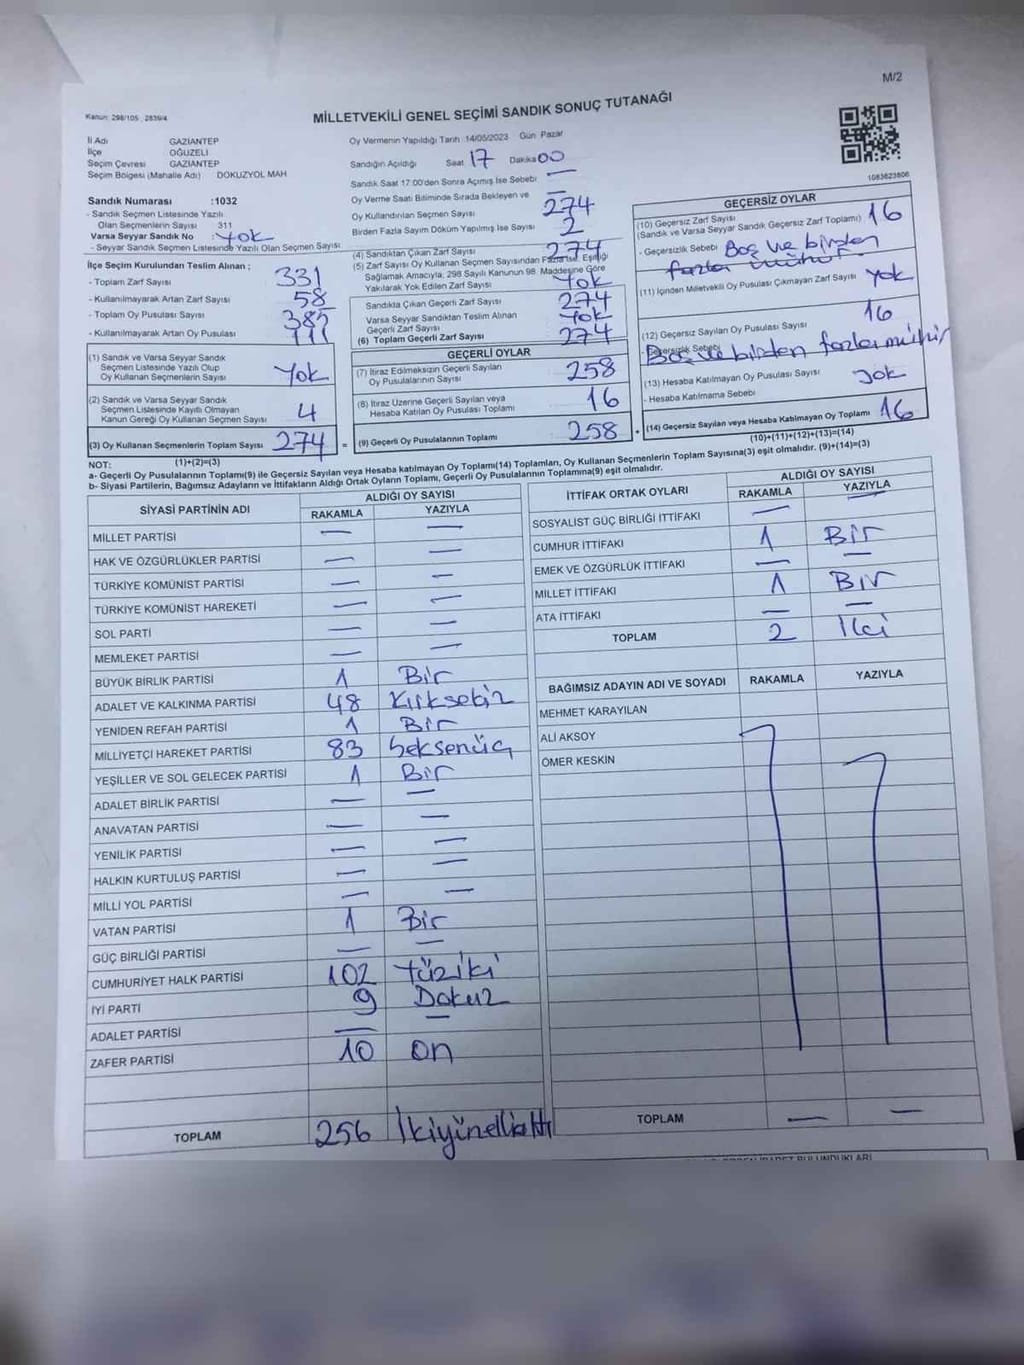 M/2
Kanun: 298/105, 2839/4
MİLLETVEKİLİ GENEL SEÇİMİ SANDIK SONUÇ TUTANAĞI
1083623806
İl Adı GAZİANTEP
İlçe OĞUZELİ
Seçim Çevresi GAZİANTEP
Seçim Bölgesi (Mahalle Adı) DOKUZYOL MAH
Sandık Numarası :1032
- Sandık Seçmen Listesinde Yazılı
Olan Seçmenlerin Sayısı 311
Varsa Seyyar Sandık No Yok
- Seyyar Sandık Seçmen Listesinde Yazılı Olan Seçmen Sayısı
İlçe Seçim Kurulundan Teslim Alınan ;
- Toplam Zarf Sayısı 331
- Kullanılmayarak Artan Zarf Sayısı 58
- Toplam Oy Pusulası Sayısı
- Kullanılmayarak Artan Oy Pusulası 111
(1) Sandık ve Varsa Seyyar Sandık
Seçmen Listesinde Yazılı Olup
Oy Kullanan Seçmenlerin Sayısı Yok
(2) Sandık ve Varsa Seyyar Sandık
Seçmen Listesinde Kayıtlı Olmayan
Kanun Gereği Oy Kullanan Seçmen Sayısı 4
(3) Oy Kullanan Seçmenlerin Toplam Sayısı 274 =
(1)+(2)=(3)
Oy Vermenin Yapıldığı Tarih :14/05/2023 Gün Pazar
Sandığın Açıldığı Saat 17 Dakika 00
Sandık Saat 17:00'den Sonra Açımış İse Sebebi —
Oy Verme Saati Bitiminde Sırada Bekleyen ve
Oy Kullandırılan Seçmen Sayısı — 274
Birden Fazla Sayım Döküm Yapılmış İse Sayısı 2
(4) Sandıktan Çıkan Zarf Sayısı 274
(5) Zarf Sayısı Oy Kullanan Seçmen Sayısından Fazla İse, Eşitliği
Sağlamak Amacıyla, 298 Sayılı Kanunun 98. Maddesine Göre
Yakılarak Yok Edilen Zarf Sayısı Yok
Sandıkta Çıkan Geçerli Zarf Sayısı 274
Varsa Seyyar Sandıktan Teslim Alınan
Geçerli Zarf Sayısı Yok
(6) Toplam Geçerli Zarf Sayısı 274
GEÇERLİ OYLAR
(7) İtiraz Edilmeksizin Geçerli Sayılan
Oy Pusulalarının Sayısı 258
(8) İtiraz Üzerine Geçerli Sayılan veya
Hesaba Katılan Oy Pusulası Toplamı 16
(9) Geçerli Oy Pusulalarının Toplamı 258 +
GEÇERSİZ OYLAR
(10) Geçersiz Zarf Sayısı
(Sandık ve Varsa Seyyar Sandık Geçersiz Zarf Toplamı) 16
- Geçersizlik Sebebi Boş ve birden
fazla mühür
(11) İçinden Milletvekili Oy Pusulası Çıkmayan Zarf Sayısı Yok
(12) Geçersiz Sayılan Oy Pusulası Sayısı 16
- Geçersizlik Sebebi Boş ve birden fazla mühür
(13) Hesaba Katılmayan Oy Pusulası Sayısı Yok
- Hesaba Katılmama Sebebi
(14) Geçersiz Sayılan veya Hesaba Katılmayan Oy Toplamı 16
(10)+(11)+(12)+(13)=(14)
NOT:
a- Geçerli Oy Pusulalarının Toplamı(9) ile Geçersiz Sayılan veya Hesaba katılmayan Oy Toplamı(14) Toplamları, Oy Kullanan Seçmenlerin Toplam Sayısına(3) eşit olmalıdır. (9)+(14)=(3)
b- Siyasi Partilerin, Bağımsız Adayların ve İttifakların Aldığı Ortak Oyların Toplamı, Geçerli Oy Pusulalarının Toplamına(9) eşit olmalıdır.
SİYASİ PARTİNİN ADI ALDIĞI OY SAYISI
RAKAMLA YAZIYLA
MİLLET PARTİSİ — —
HAK VE ÖZGÜRLÜKLER PARTİSİ — —
TÜRKİYE KOMÜNİST PARTİSİ — —
TÜRKİYE KOMÜNİST HAREKETİ — —
SOL PARTİ — —
MEMLEKET PARTİSİ — —
BÜYÜK BİRLİK PARTİSİ 1 Bir
ADALET VE KALKINMA PARTİSİ 48 Kırksekiz
YENİDEN REFAH PARTİSİ 1 Bir
MİLLİYETÇİ HAREKET PARTİSİ 83 Seksenüç
YEŞİLLER VE SOL GELECEK PARTİSİ 1 Bir
ADALET BİRLİK PARTİSİ — —
ANAVATAN PARTİSİ — —
YENİLİK PARTİSİ — —
HALKIN KURTULUŞ PARTİSİ — —
MİLLİ YOL PARTİSİ — —
VATAN PARTİSİ 1 Bir
GÜÇ BİRLİĞİ PARTİSİ — —
CUMHURİYET HALK PARTİSİ 102 Yüziki
İYİ PARTİ 9 Dokuz
ADALET PARTİSİ — —
ZAFER PARTİSİ 10 on
TOPLAM 256 İkiyüzelliAltı
İTTİFAK ORTAK OYLARI ALDIĞI OY SAYISI
RAKAMLA YAZIYLA
SOSYALİST GÜÇ BİRLİĞİ İTTİFAKI — —
CUMHUR İTTİFAKI 1 Bir
EMEK VE ÖZGÜRLÜK İTTİFAKI — —
MİLLET İTTİFAKI 1 Bir
ATA İTTİFAKI — —
TOPLAM 2 İki
BAĞIMSIZ ADAYIN ADI VE SOYADI RAKAMLA YAZIYLA
MEHMET KARAYILAN
ALİ AKSOY
ÖMER KESKİN
TOPLAM — —